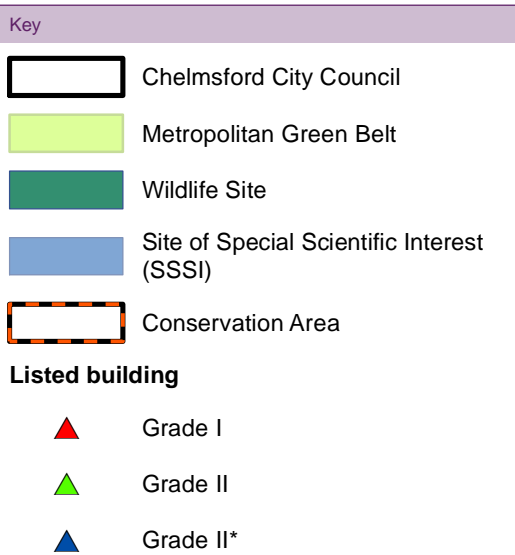 Key
Chelmsford City Council
Metropolitan Green Belt
Wildlife Site
Site of Special Scientific Interest
(SSSI)
Conservation Area
Listed building
Grade I
Grade II
Grade II*